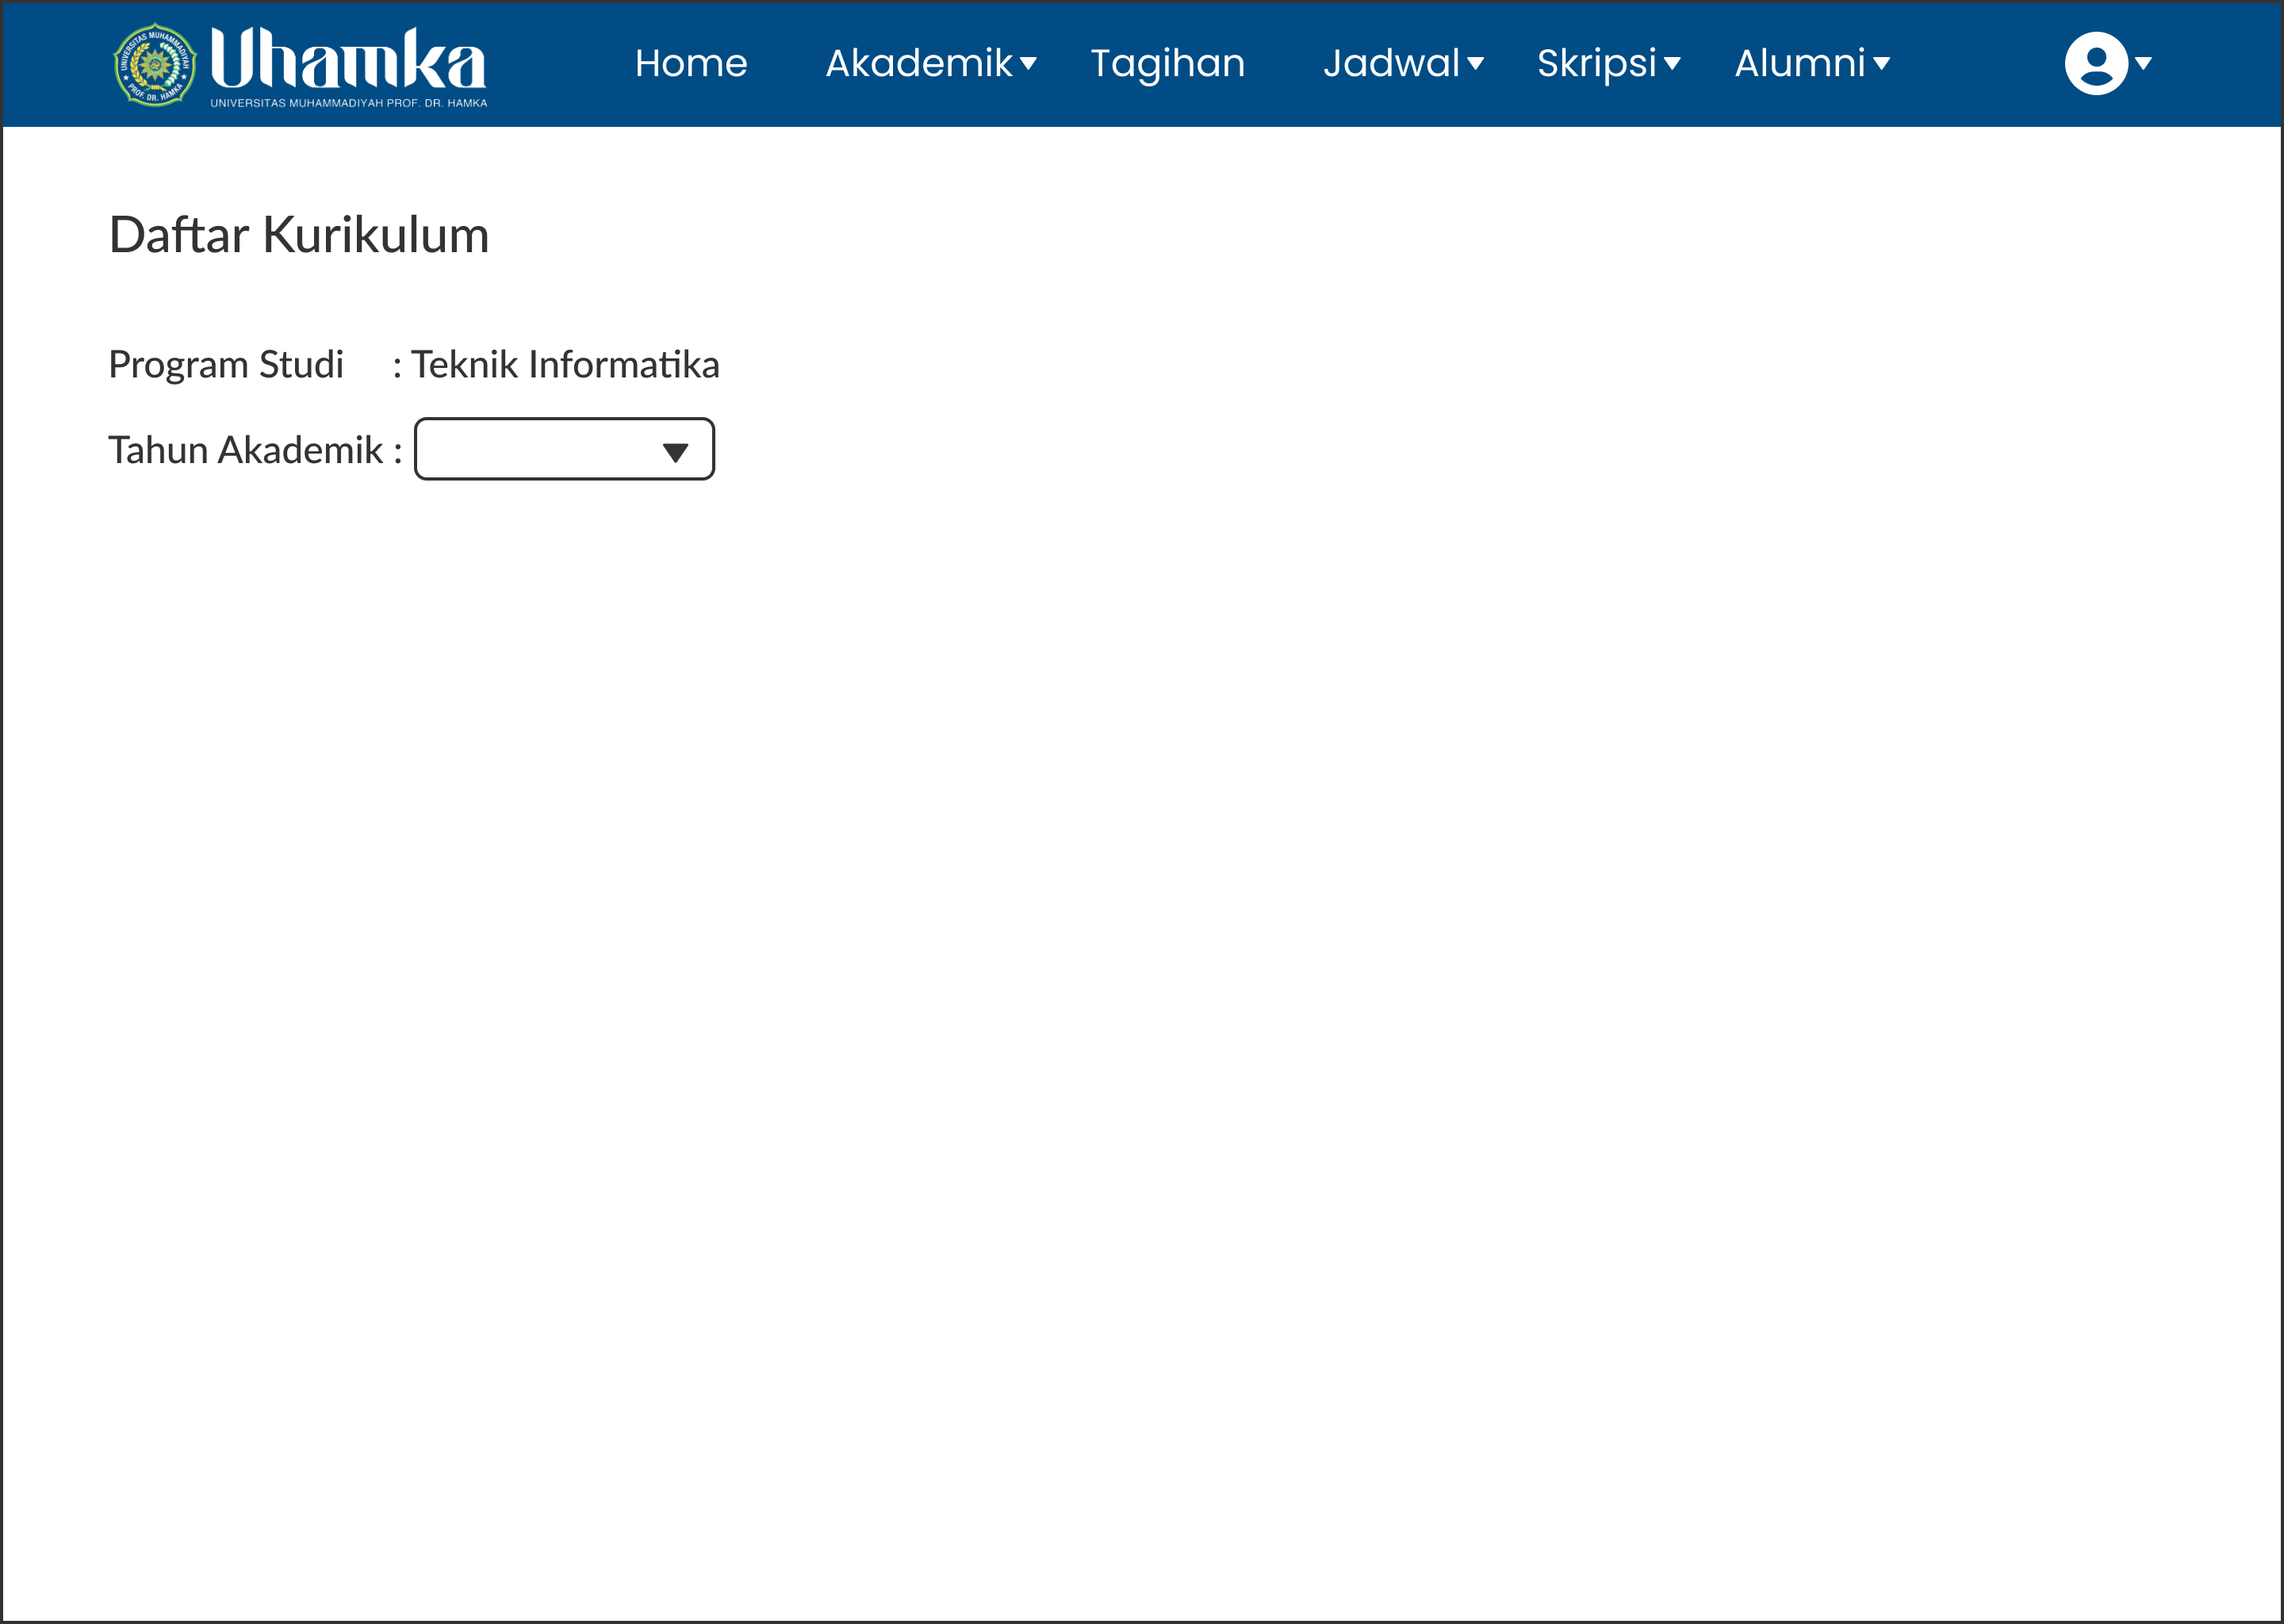 UNIVERSITAS MUHAMMADIYAH
PROF. DR. HAMKA
Uhamka
UNIVERSITAS MUHAMMADIYAH PROF. DR. HAMKA
Home Akademik Tagihan Jadwal Skripsi Alumni
Daftar Kurikulum
Program Studi : Teknik Informatika
Tahun Akademik :